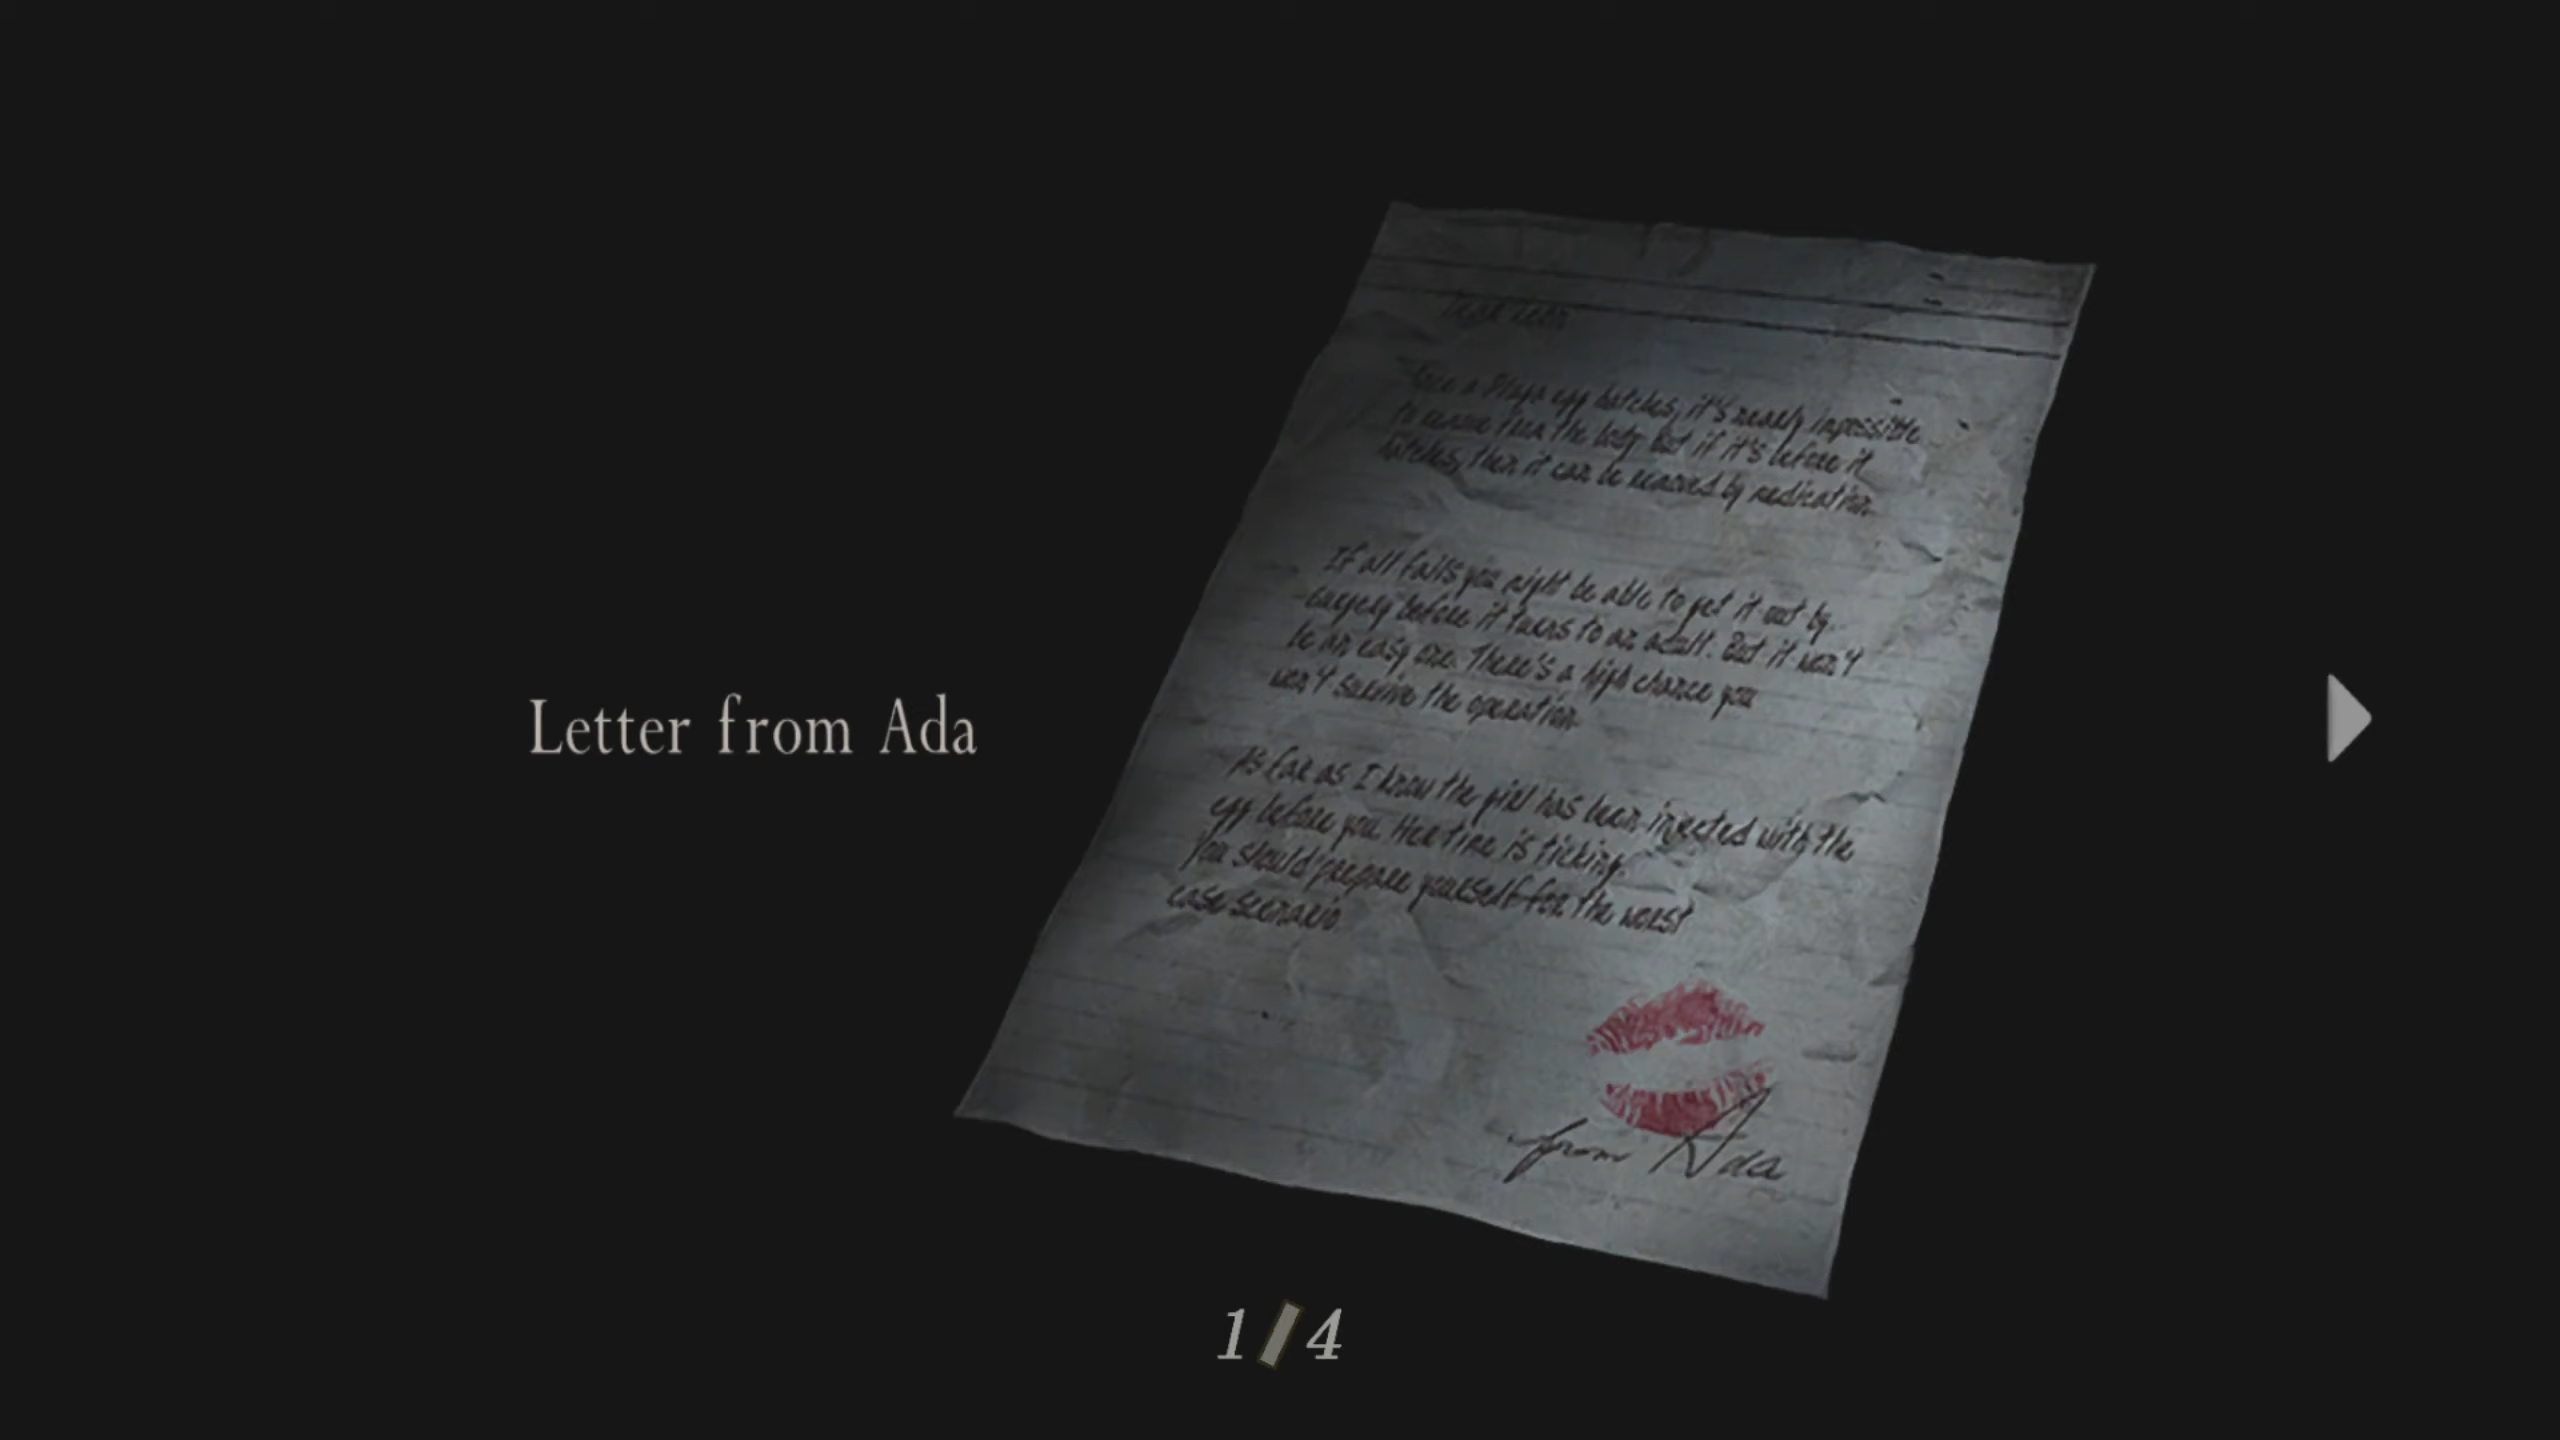 Letter from Ada
Dear Leon
Once a Plaga egg hatches, it's nearly impossible
to remove from the body. But if it's before it
hatches, then it can be removed by medication.
If all fails you might be able to get it out by
surgery before it turns to an adult. But it won't
be an easy one. There's a high chance you
won't survive the operation.
As far as I know the girl has been injected with the
egg before you. Her time is ticking.
You should prepare yourself for the worst
case scenario
from Ada
1/4